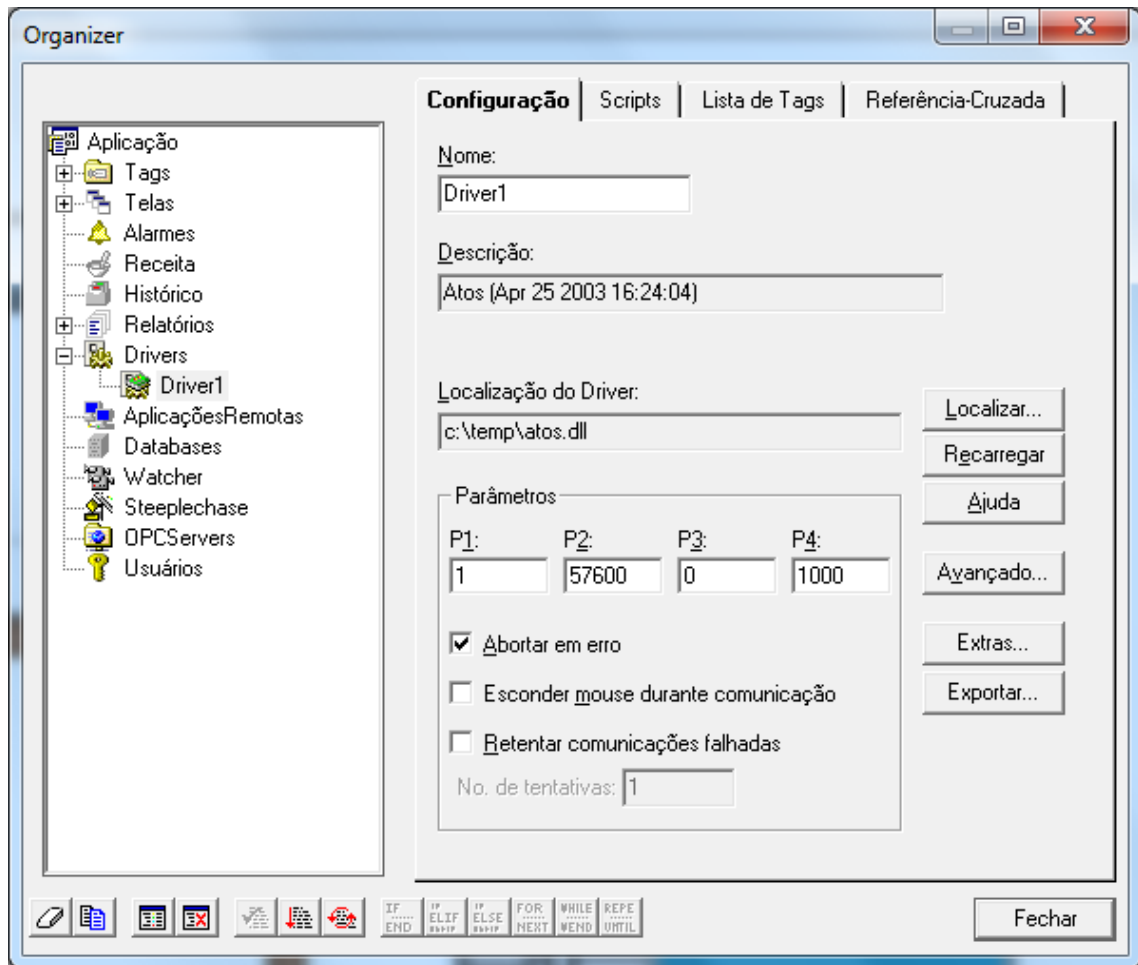 Organizer
Configuração Scripts Lista de Tags Referência-Cruzada
Aplicação
Tags
Telas
Alarmes
Receita
Histórico
Relatórios
Drivers
Driver1
AplicaçõesRemotas
Databases
Watcher
Steeplechase
OPCServers
Usuários
Nome:
Driver1
Descrição:
Atos (Apr 25 2003 16:24:04)
Localização do Driver:
c:\temp\atos.dll
Localizar...
Recarregar
Ajuda
Avançado...
Extras...
Exportar...
Parâmetros
P1: P2: P3: P4:
1 57600 0 1000
Abortar em erro
Esconder mouse durante comunicação
Retentar comunicações falhadas
No. de tentativas: 1
IF ELIF IF ELSE FOR WHILE REPE
END NEXT WEND UNTIL
Fechar